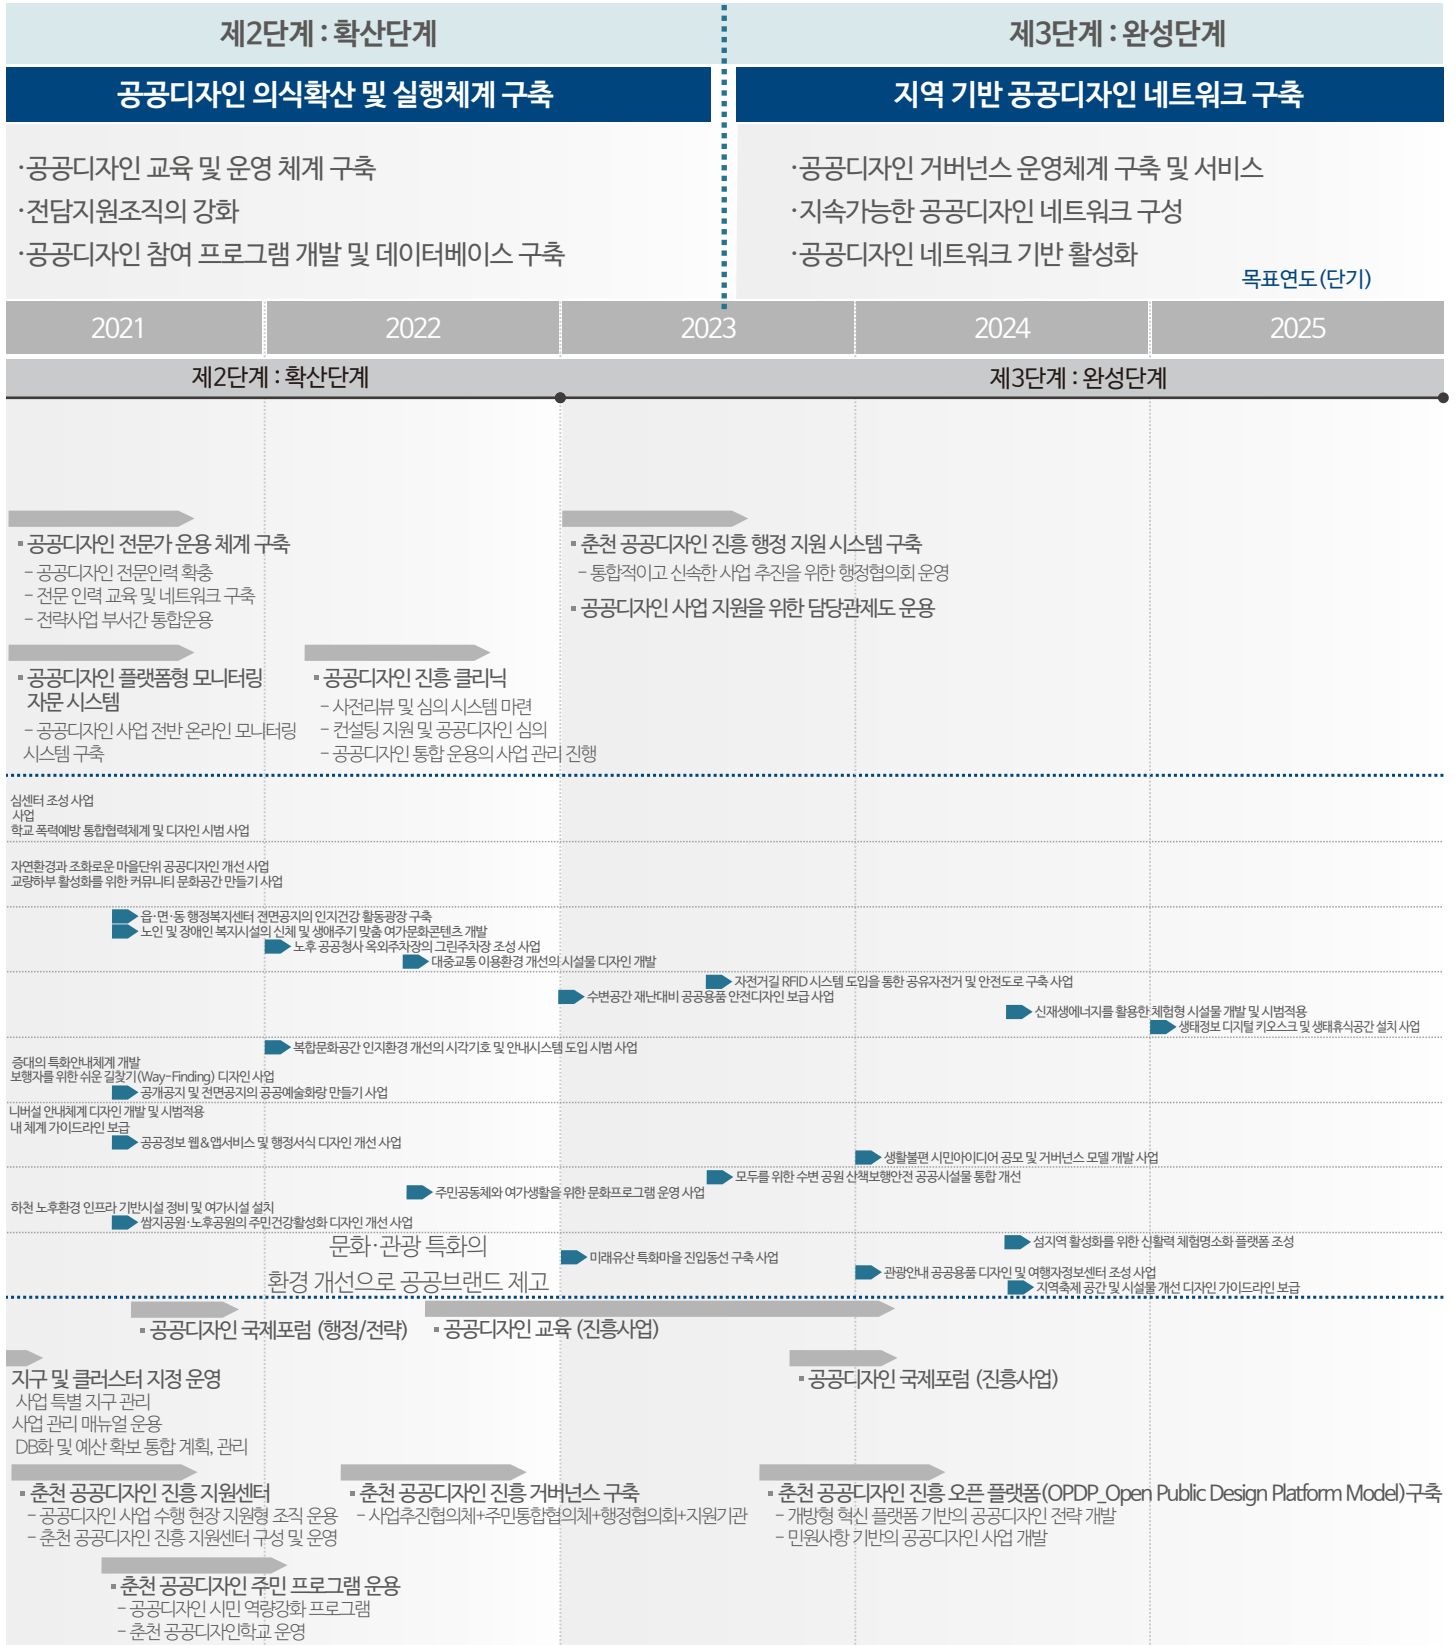 제2단계 : 확산단계
제3단계 : 완성단계
공공디자인 의식확산 및 실행체계 구축
지역 기반 공공디자인 네트워크 구축
·공공디자인 교육 및 운영 체계 구축
·전담지원조직의 강화
·공공디자인 참여 프로그램 개발 및 데이터베이스 구축
·공공디자인 거버넌스 운영체계 구축 및 서비스
·지속가능한 공공디자인 네트워크 구성
·공공디자인 네트워크 기반 활성화
목표연도(단기)
2021
2022
2023
2024
2025
제2단계 : 확산단계
제3단계 : 완성단계
▪ 공공디자인 전문가 운용 체계 구축
- 공공디자인 전문인력 확충
- 전문 인력 교육 및 네트워크 구축
- 전략사업 부서간 통합운용
▪ 춘천 공공디자인 진흥 행정 지원 시스템 구축
- 통합적이고 신속한 사업 추진을 위한 행정협의회 운영
▪ 공공디자인 사업 지원을 위한 담당관제도 운용
▪ 공공디자인 플랫폼형 모니터링
자문 시스템
- 공공디자인 사업 전반 온라인 모니터링
시스템 구축
▪ 공공디자인 진흥 클리닉
- 사전리뷰 및 심의 시스템 마련
- 컨설팅 지원 및 공공디자인 심의
- 공공디자인 통합 운용의 사업 관리 진행
심센터 조성 사업
사업
학교 폭력예방 통합협력체계 및 디자인 시범 사업
자연환경과 조화로운 마을단위 공공디자인 개선 사업
교량하부 활성화를 위한 커뮤니티 문화공간 만들기 사업
읍·면·동 행정복지센터 전면공지의 인지건강 활동광장 구축
노인 및 장애인 복지시설의 신체 및 생애주기 맞춤 여가문화콘텐츠 개발
노후 공공청사 옥외주차장의 그린주차장 조성 사업
대중교통 이용환경 개선의 시설물 디자인 개발
자전거길 RFID 시스템 도입을 통한 공유자전거 및 안전도로 구축 사업
수변공간 재난대비 공공용품 안전디자인 보급 사업
신재생에너지를 활용한 체험형 시설물 개발 및 시범적용
생태정보 디지털 키오스크 및 생태휴식공간 설치 사업
복합문화공간 인지환경 개선의 시각기호 및 안내시스템 도입 시범 사업
증대의 특화안내체계 개발
보행자를 위한 쉬운 길찾기(Way-Finding) 디자인 사업
공개공지 및 전면공지의 공공예술화랑 만들기 사업
니버설 안내체계 디자인 개발 및 시범적용
내 체계 가이드라인 보급
공공정보 웹&앱서비스 및 행정서식 디자인 개선 사업
생활불편 시민아이디어 공모 및 거버넌스 모델 개발 사업
모두를 위한 수변 공원 산책보행안전 공공시설물 통합 개선
주민공동체와 여가생활을 위한 문화프로그램 운영 사업
하천 노후환경 인프라 기반시설 정비 및 여가시설 설치
쌈지공원·노후공원의 주민건강활성화 디자인 개선 사업
문화·관광 특화의
환경 개선으로 공공브랜드 제고
섬지역 활성화를 위한 신활력 체험명소화 플랫폼 조성
미래유산 특화마을 진입동선 구축 사업
관광안내 공공용품 디자인 및 여행자정보센터 조성 사업
지역축제 공간 및 시설물 개선 디자인 가이드라인 보급
▪ 공공디자인 국제포럼 (행정/전략)
▪ 공공디자인 교육 (진흥사업)
지구 및 클러스터 지정 운영
사업 특별 지구 관리
사업 관리 매뉴얼 운용
DB화 및 예산 확보 통합 계획, 관리
▪ 공공디자인 국제포럼 (진흥사업)
▪ 춘천 공공디자인 진흥 지원센터
- 공공디자인 사업 수행 현장 지원형 조직 운용
- 춘천 공공디자인 진흥 지원센터 구성 및 운영
▪ 춘천 공공디자인 진흥 거버넌스 구축
- 사업추진협의체+주민통합협의체+행정협의회+지원기관
▪ 춘천 공공디자인 진흥 오픈 플랫폼(OPDP_Open Public Design Platform Model)구축
- 개방형 혁신 플랫폼 기반의 공공디자인 전략 개발
- 민원사항 기반의 공공디자인 사업 개발
▪ 춘천 공공디자인 주민 프로그램 운용
- 공공디자인 시민 역량강화 프로그램
- 춘천 공공디자인학교 운영